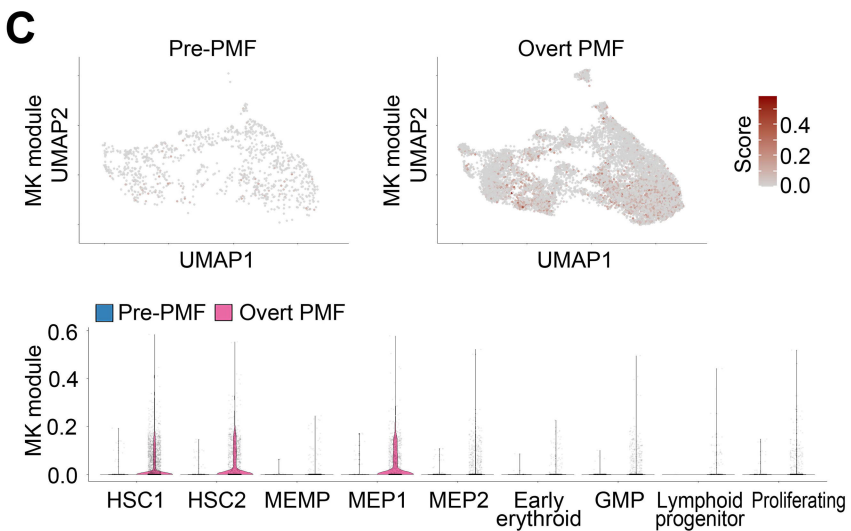 C
Pre-PMF
Overt PMF
MK module
UMAP2
UMAP1
MK module
UMAP2
UMAP1
Score
0.4
0.2
0.0
Pre-PMF
Overt PMF
MK module
0.6
0.4
0.2
0.0
HSC1
HSC2
MEMP
MEP1
MEP2
Early
erythroid
GMP
Lymphoid
progenitor
Proliferating